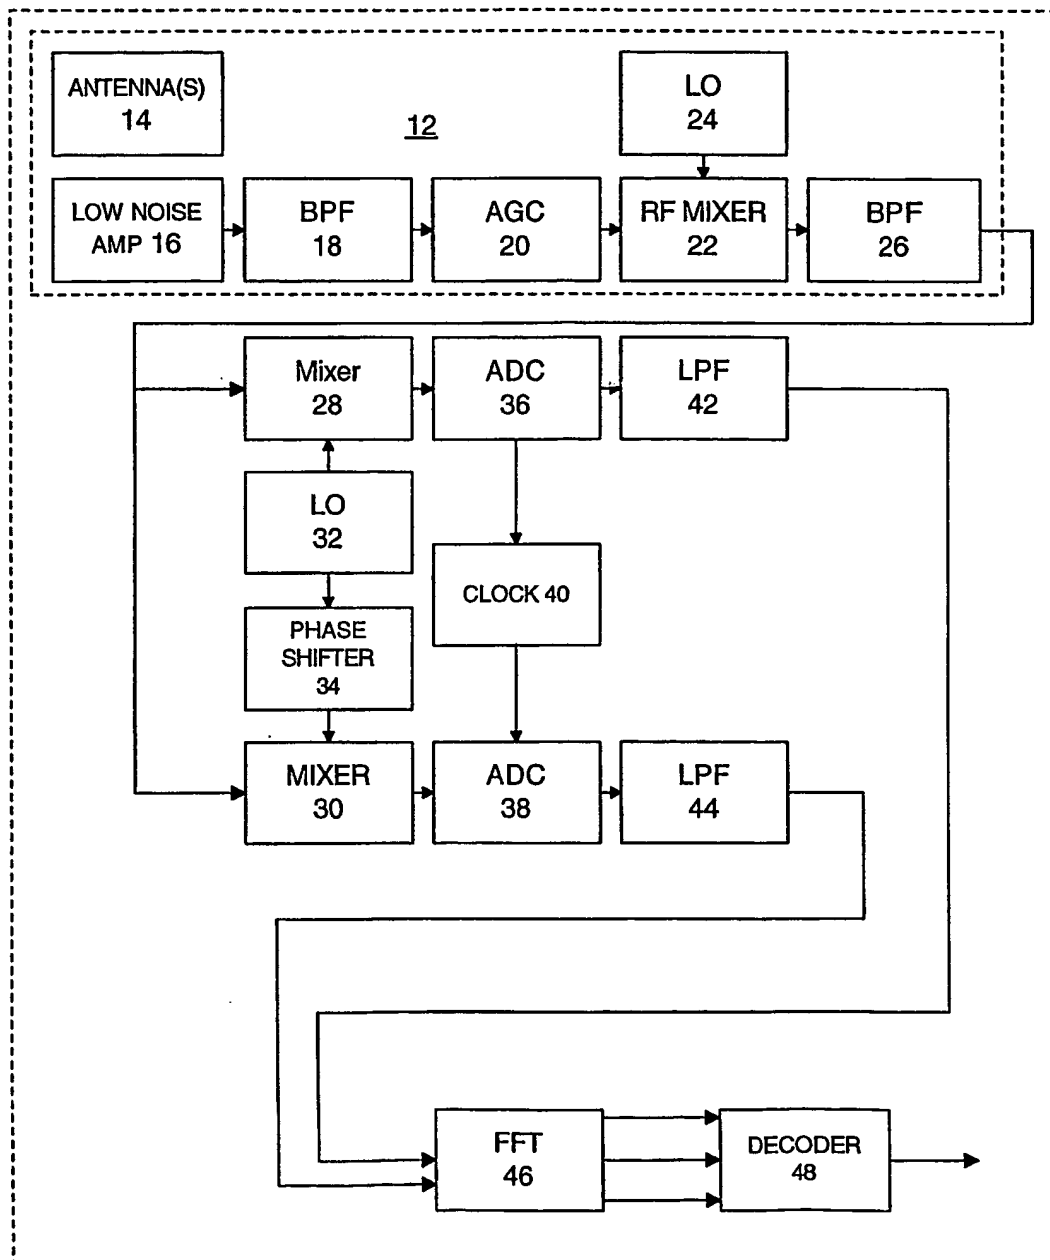 ANTENNA(S)
14
12
LO
24
LOW NOISE
AMP 16
BPF
18
AGC
20
RF MIXER
22
BPF
26
Mixer
28
ADC
36
LPF
42
LO
32
CLOCK 40
PHASE
SHIFTER
34
MIXER
30
ADC
38
LPF
44
FFT
46
DECODER
48